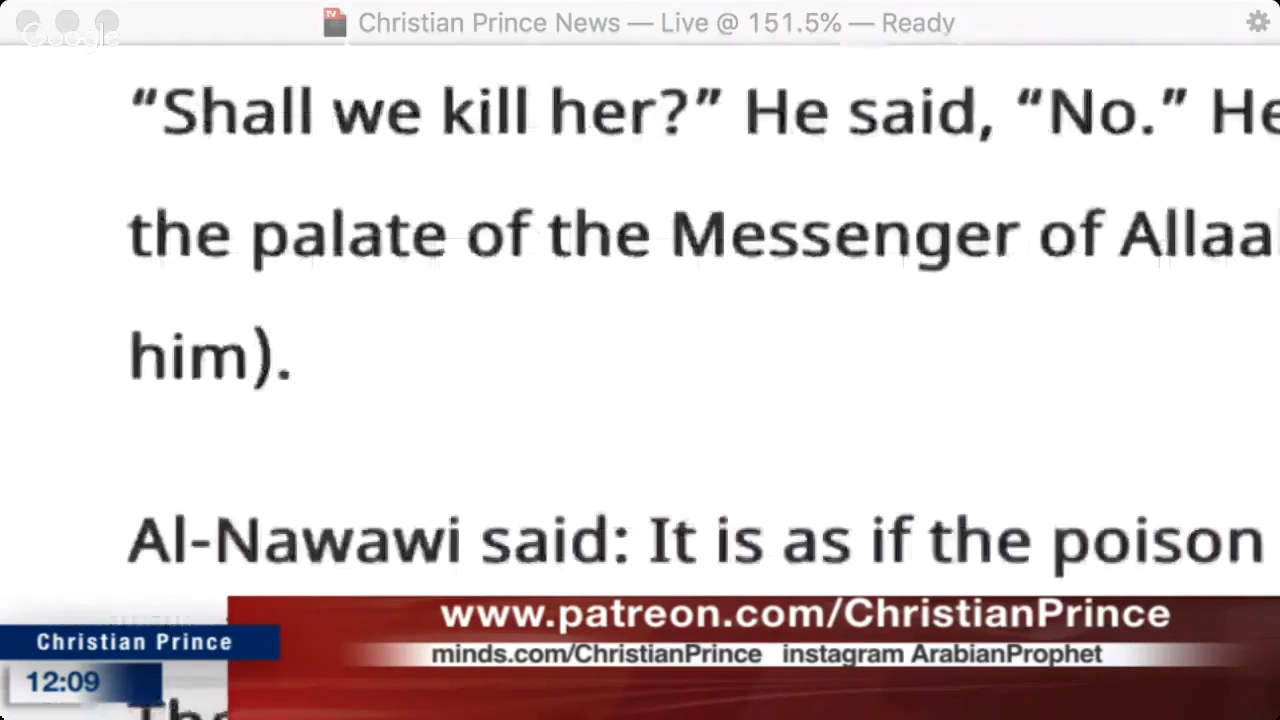 Christian Prince News — Live @ 151.5% — Ready
Google
“Shall we kill her?” He said, “No.” He
the palate of the Messenger of Allaa
him).
Al-Nawawi said: It is as if the poison
www.patreon.com/ChristianPrince
Christian Prince
minds.com/ChristianPrince instagram ArabianProphet
12:09